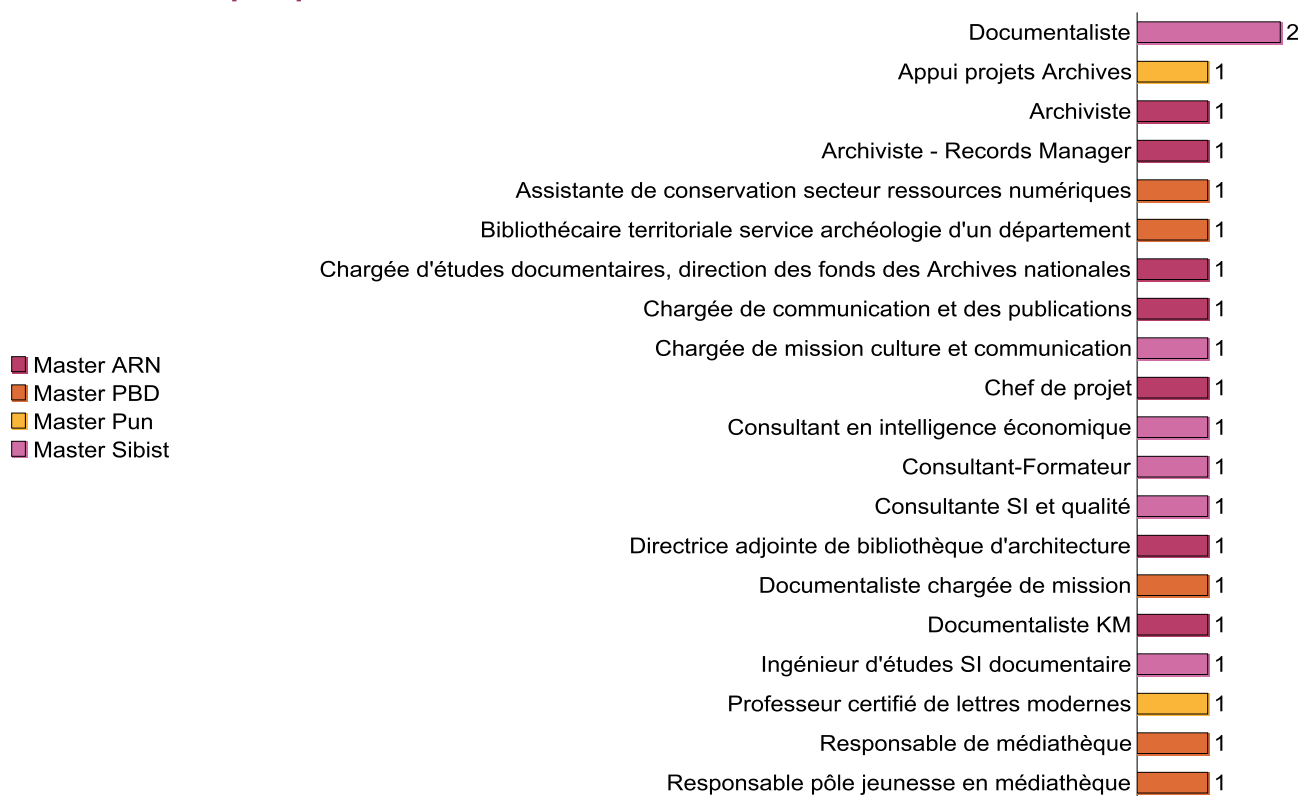 Documentaliste 2
Appui projets Archives 1
Archiviste 1
Archiviste - Records Manager 1
Assistante de conservation secteur ressources numériques 1
Bibliothécaire territoriale service archéologie d'un département 1
Chargée d'études documentaires, direction des fonds des Archives nationales 1
Chargée de communication et des publications 1
Chargée de mission culture et communication 1
Chef de projet 1
Consultant en intelligence économique 1
Consultant-Formateur 1
Consultante SI et qualité 1
Directrice adjointe de bibliothèque d'architecture 1
Documentaliste chargée de mission 1
Documentaliste KM 1
Ingénieur d'études SI documentaire 1
Professeur certifié de lettres modernes 1
Responsable de médiathèque 1
Responsable pôle jeunesse en médiathèque 1
Master ARN
Master PBD
Master Pun
Master Sibist